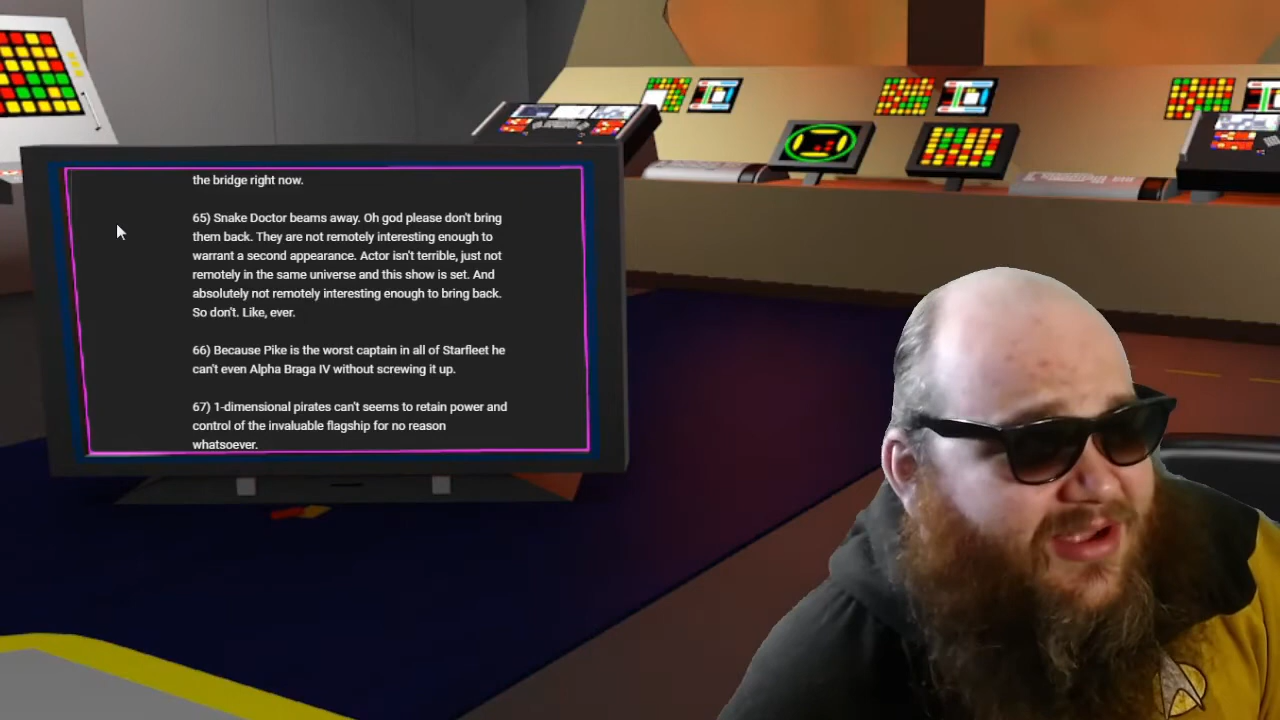 the bridge right now.
65) Snake Doctor beams away. Oh god please don't bring
them back. They are not remotely interesting enough to
warrant a second appearance. Actor isn't terrible, just not
remotely in the same universe and this show is set. And
absolutely not remotely interesting enough to bring back.
So don't. Like, ever.
66) Because Pike is the worst captain in all of Starfleet he
can't even Alpha Braga IV without screwing it up.
67) 1-dimensional pirates can't seems to retain power and
control of the invaluable flagship for no reason
whatsoever.